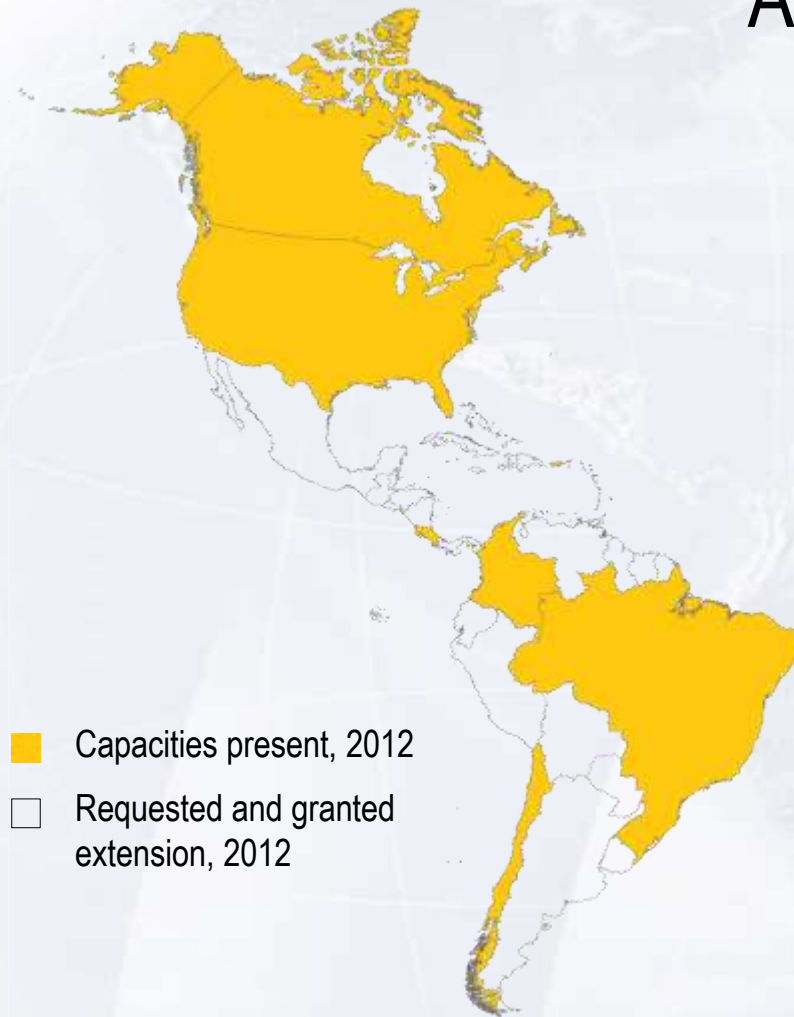 A
Capacities present, 2012
Requested and granted
extension, 2012